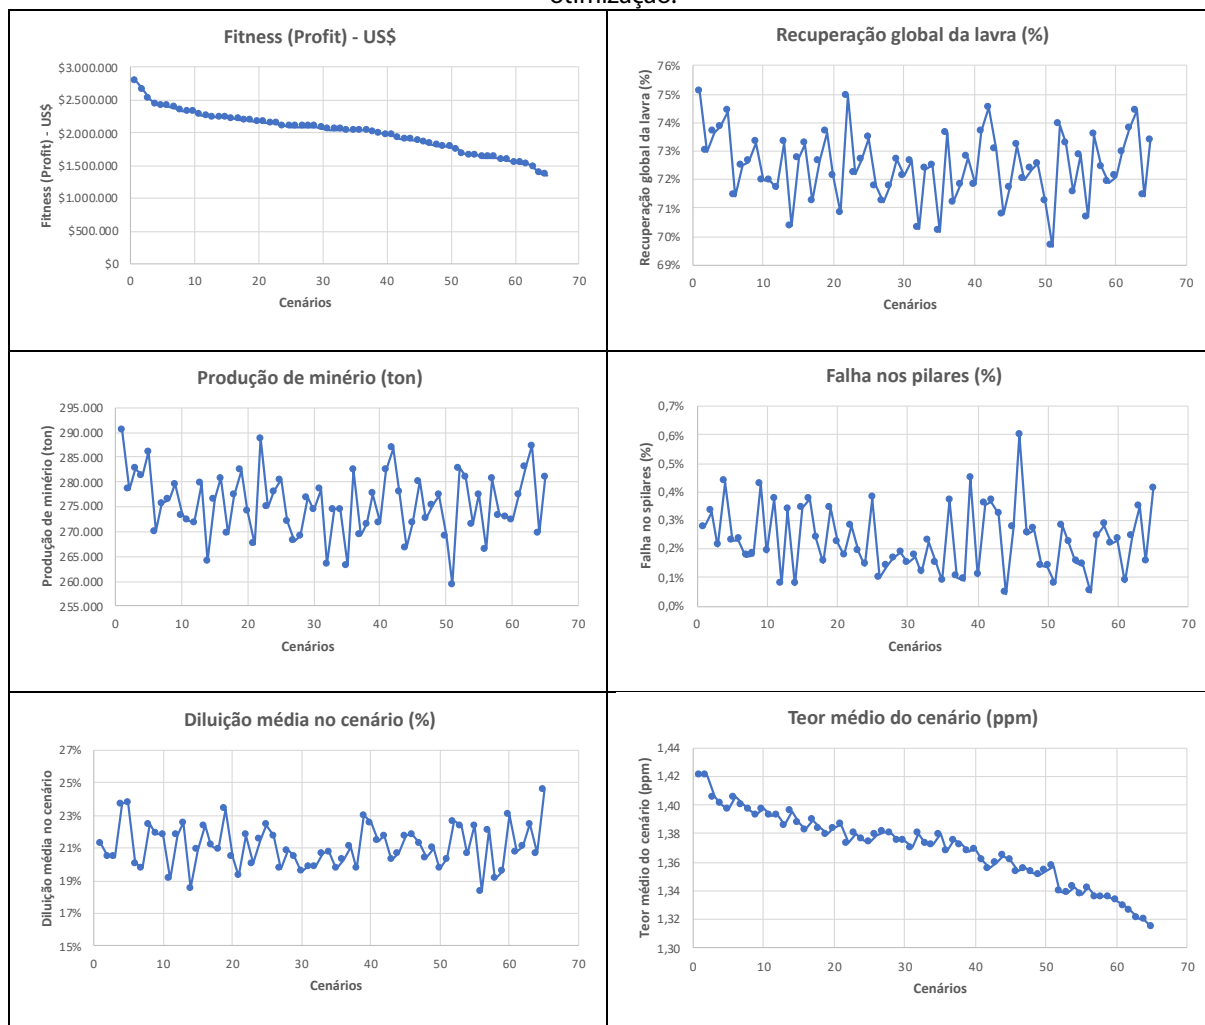 otimização.
Fitness (Profit) - US$
Fitness (Profit) - US$
$3.000.000
$2500.000
$2000.000
$1500.000
$1000.000
$500.000
$0
0 10 20 30 40 50 60 70
Cenários
Recuperação global da lavra (%)
Recuperação global da lavra (%)
76%
75%
74%
73%
72%
71%
70%
69%
0 10 20 30 40 50 60 70
Cenários
Produção de minério (ton)
Produção de minério (ton)
295.000
290.000
285.000
280.000
275.000
270.000
265.000
260.000
255.000
0 10 20 30 40 50 60 70
Cenários
Falha nos pilares (%)
Falha no spilares (%)
0,7%
0,6%
0,5%
0,4%
0,3%
0,2%
0,1%
0,0%
0 10 20 30 40 50 60 70
Cenários
Diluição média no cenário (%)
Diluição média no cenário
27%
25%
23%
21%
19%
17%
15%
0 10 20 30 40 50 60 70
Cenários
Teor médio do cenário (ppm)
Teor médio do cenário (ppm)
1,44
1,42
1,40
1,38
1,36
1,34
1,32
1,30
0 10 20 30 40 50 60 70
Cenários